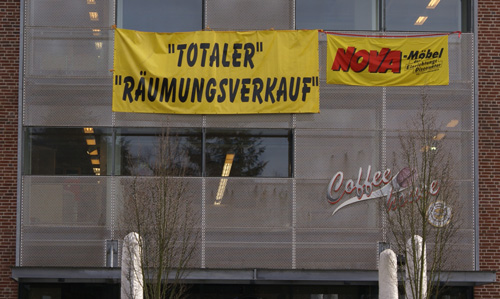 "TOTALER"
"RÄUMUNGSVERKAUF"
NOVA-Möbel
Coffee